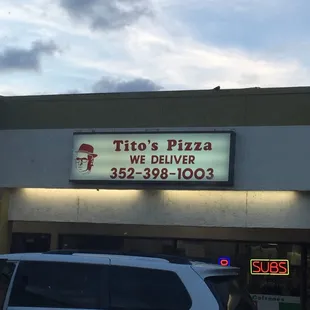 Tito's Pizza
WE DELIVER
352-398-1003
SUBS